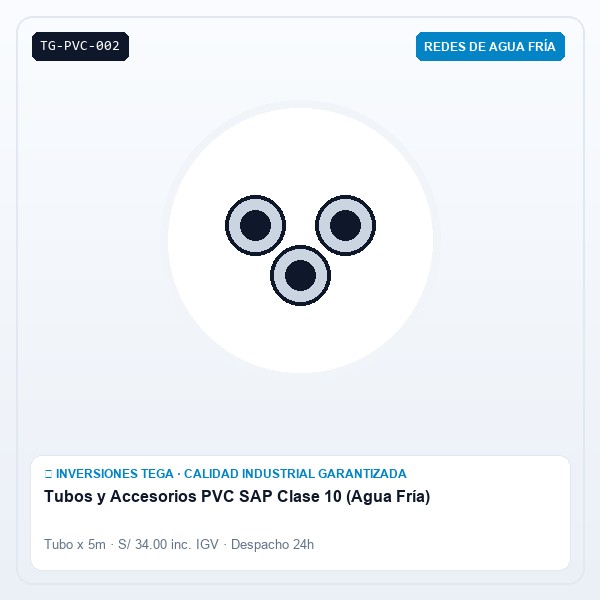 TG-PVC-002
REDES DE AGUA FRÍA
INVERSIONES TEGA · CALIDAD INDUSTRIAL GARANTIZADA
Tubos y Accesorios PVC SAP Clase 10 (Agua Fría)
Tubo x 5m · S/ 34.00 inc. IGV · Despacho 24h